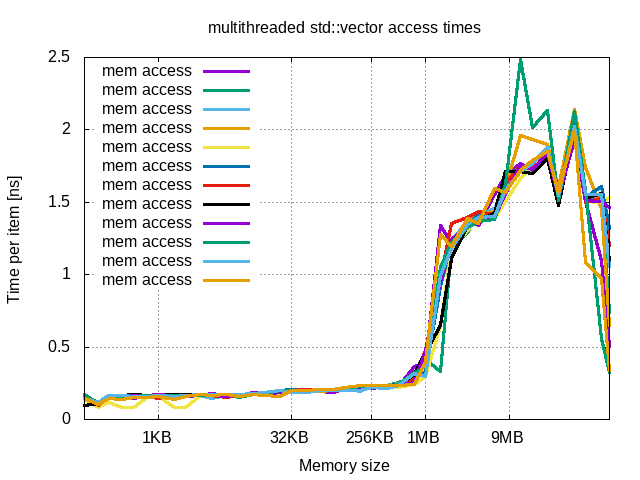 multithreaded std::vector access times
2.5
2
1.5
1
0.5
0
Time per item [ns]
mem access
mem access
mem access
mem access
mem access
mem access
mem access
mem access
mem access
mem access
mem access
mem access
1KB 32KB 256KB 1MB 9MB
Memory size